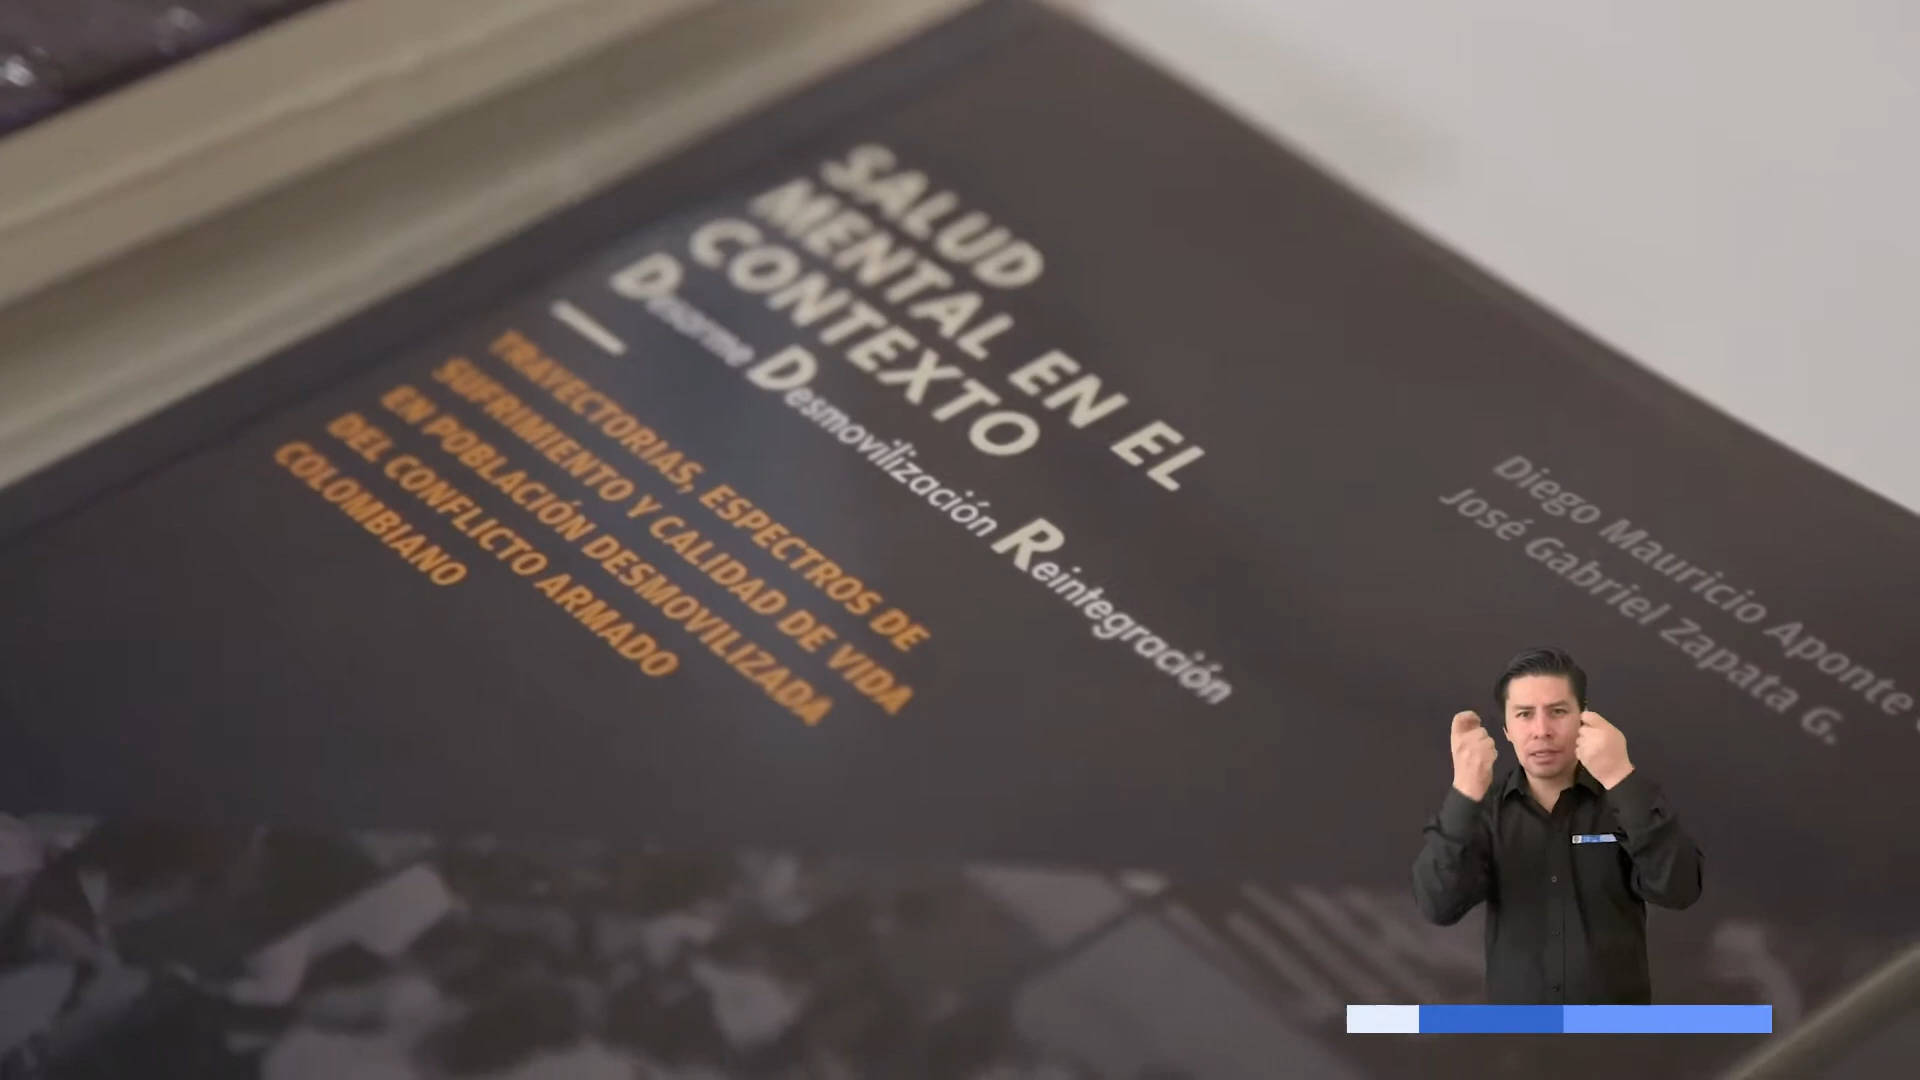 SALUD
MENTAL EN EL
CONTEXTO
Desarme Desmovilización Reintegración
TRAYECTORIAS, ESPECTROS DE
SUFRIMIENTO Y CALIDAD DE VIDA
EN POBLACIÓN DESMOVILIZADA
DEL CONFLICTO ARMADO
COLOMBIANO
Diego Mauricio Aponte
José Gabriel Zapata G.